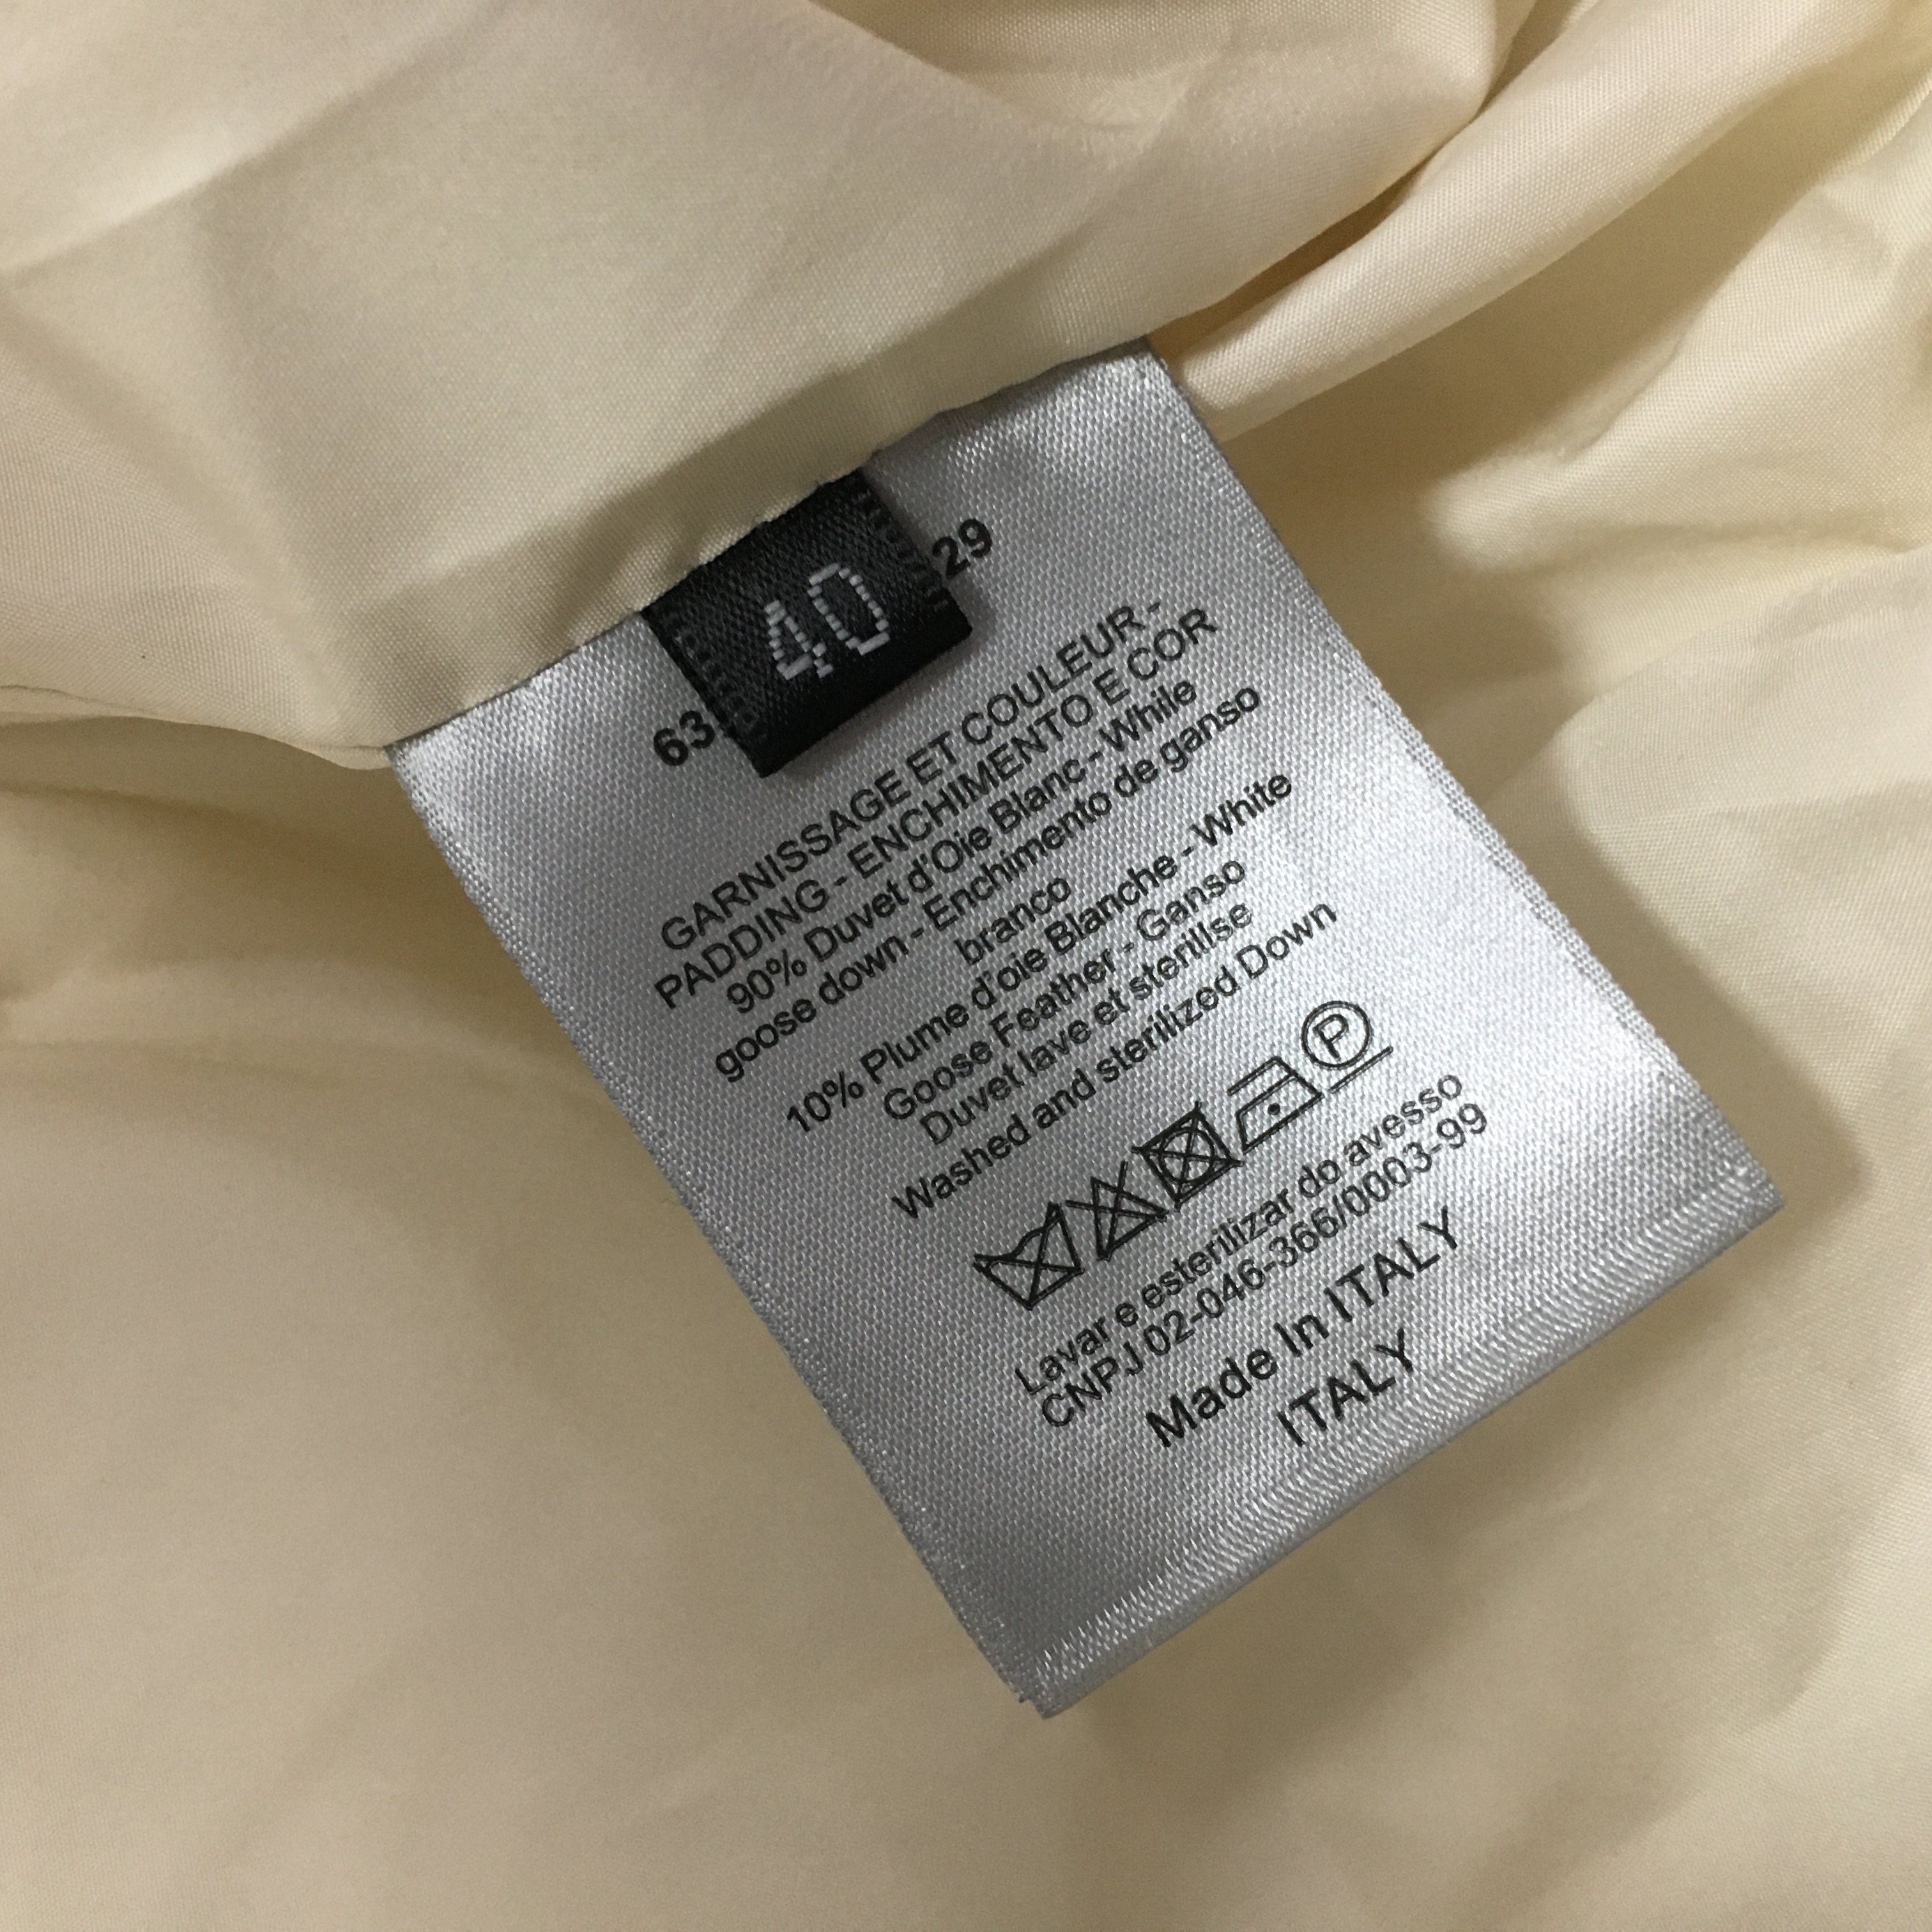 40
63 29
GARNISSAGE ET COULEUR -
PADDING - ENCHIMENTO E COR
90% Duvet d'Oie Blanc - While
goose down - Enchimento de ganso
branco
10% Plume d'oie Blanche - White
Goose Feather - Ganso
Duvet lave et sterillse
Washed and sterilized Down
P
Lavar e esterilizar do avesso
CNPJ 02-046-366/0003-99
Made In ITALY
ITALY